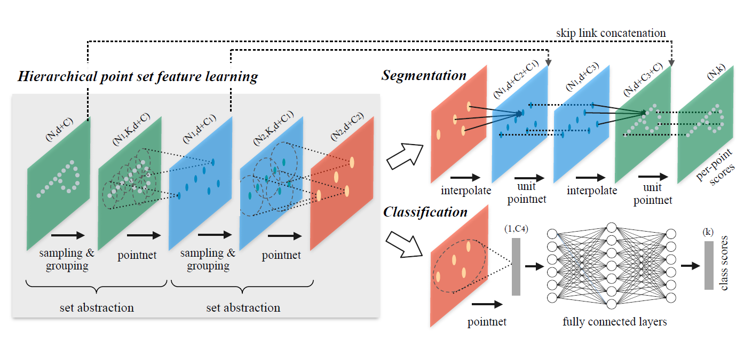 skip link concatenation
Hierarchical point set feature learning
(N,d+C)
(N1,K,d+C)
(N1,d+C1)
(N2,K,d+C1)
(N2,d+C2)
sampling &
grouping
pointnet
sampling &
grouping
pointnet
set abstraction
set abstraction
Segmentation
(N1,d+C2+C1)
(N1,d+C3)
(N,d+C3+C)
(N,k)
interpolate
unit
pointnet
interpolate
unit
pointnet
per-point
scores
Classification
(1,C4)
(k)
pointnet
fully connected layers
class scores